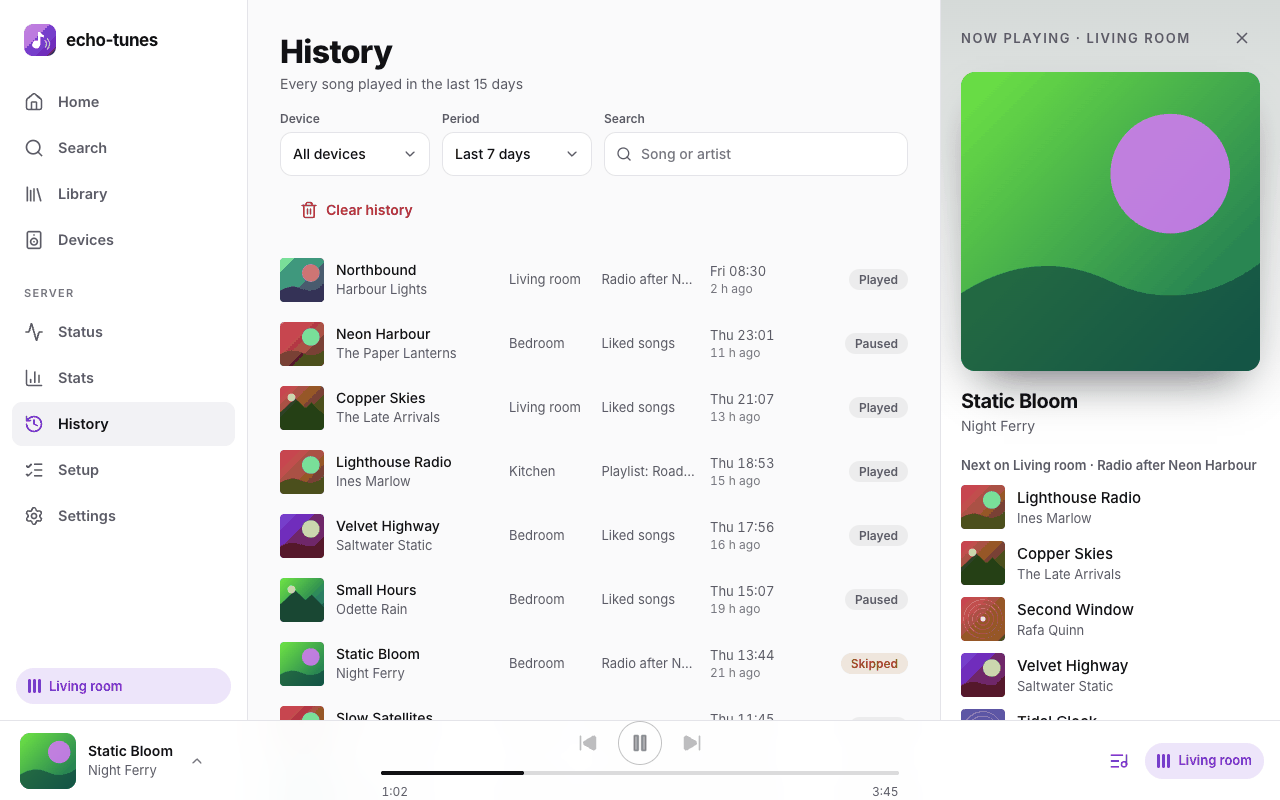 echo-tunes
Home
Search
Library
Devices
SERVER
Status
Stats
History
Setup
Settings
Living room
History
Every song played in the last 15 days
Device
Period
Search
All devices
Last 7 days
Song or artist
Clear history
Northbound
Harbour Lights
Living room
Radio after N...
Fri 08:30
2 h ago
Played
Neon Harbour
The Paper Lanterns
Bedroom
Liked songs
Thu 23:01
11 h ago
Paused
Copper Skies
The Late Arrivals
Living room
Liked songs
Thu 21:07
13 h ago
Played
Lighthouse Radio
Ines Marlow
Kitchen
Playlist: Road...
Thu 18:53
15 h ago
Played
Velvet Highway
Saltwater Static
Bedroom
Liked songs
Thu 17:56
16 h ago
Played
Small Hours
Odette Rain
Bedroom
Liked songs
Thu 15:07
19 h ago
Paused
Static Bloom
Night Ferry
Bedroom
Radio after N...
Thu 13:44
21 h ago
Skipped
Slow Satellites
Thu 11:45
NOW PLAYING · LIVING ROOM
Static Bloom
Night Ferry
Next on Living room · Radio after Neon Harbour
Lighthouse Radio
Ines Marlow
Copper Skies
The Late Arrivals
Second Window
Rafa Quinn
Velvet Highway
Saltwater Static
Tidal Clock
Static Bloom
Night Ferry
1:02
3:45
Living room